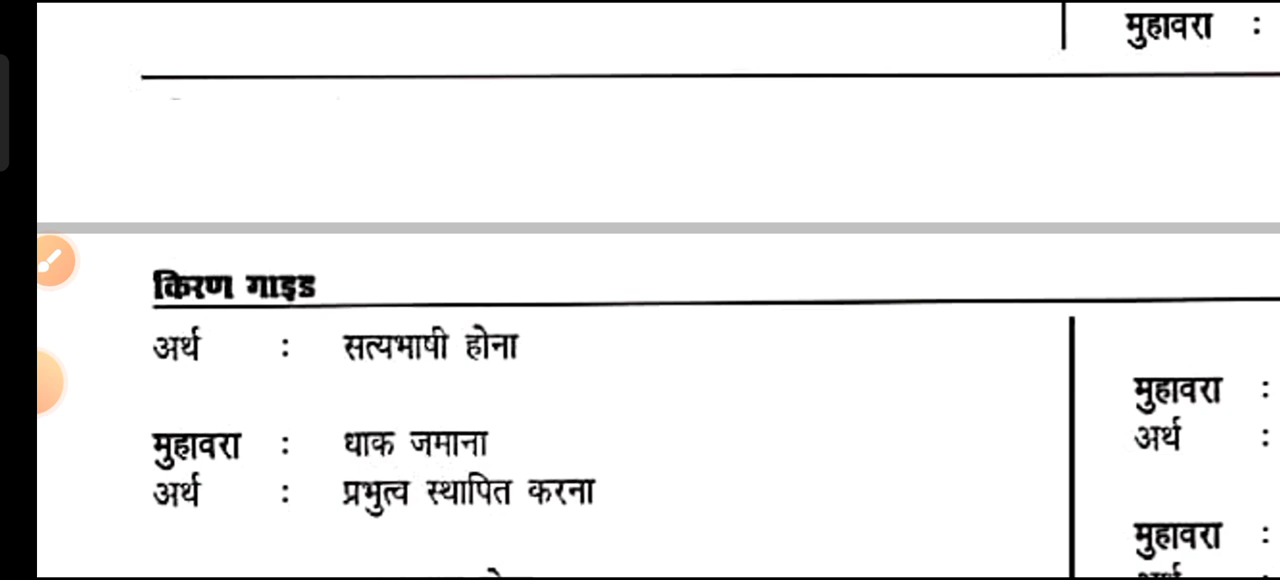 मुहावरा :
किरण गाइड
अर्थ : सत्यभाषी होना
मुहावरा : धाक जमाना
अर्थ : प्रभुत्व स्थापित करना
मुहावरा :
अर्थ :
मुहावरा :